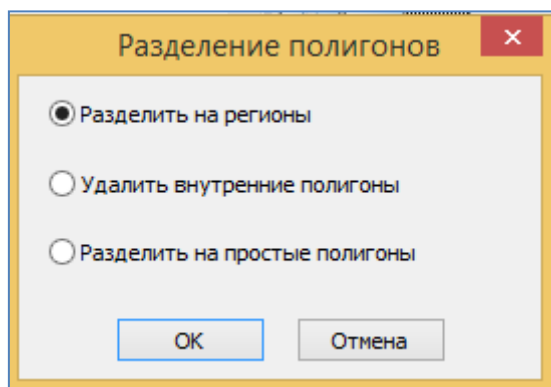 Разделение полигонов
Разделить на регионы
Удалить внутренние полигоны
Разделить на простые полигоны
OK
Отмена